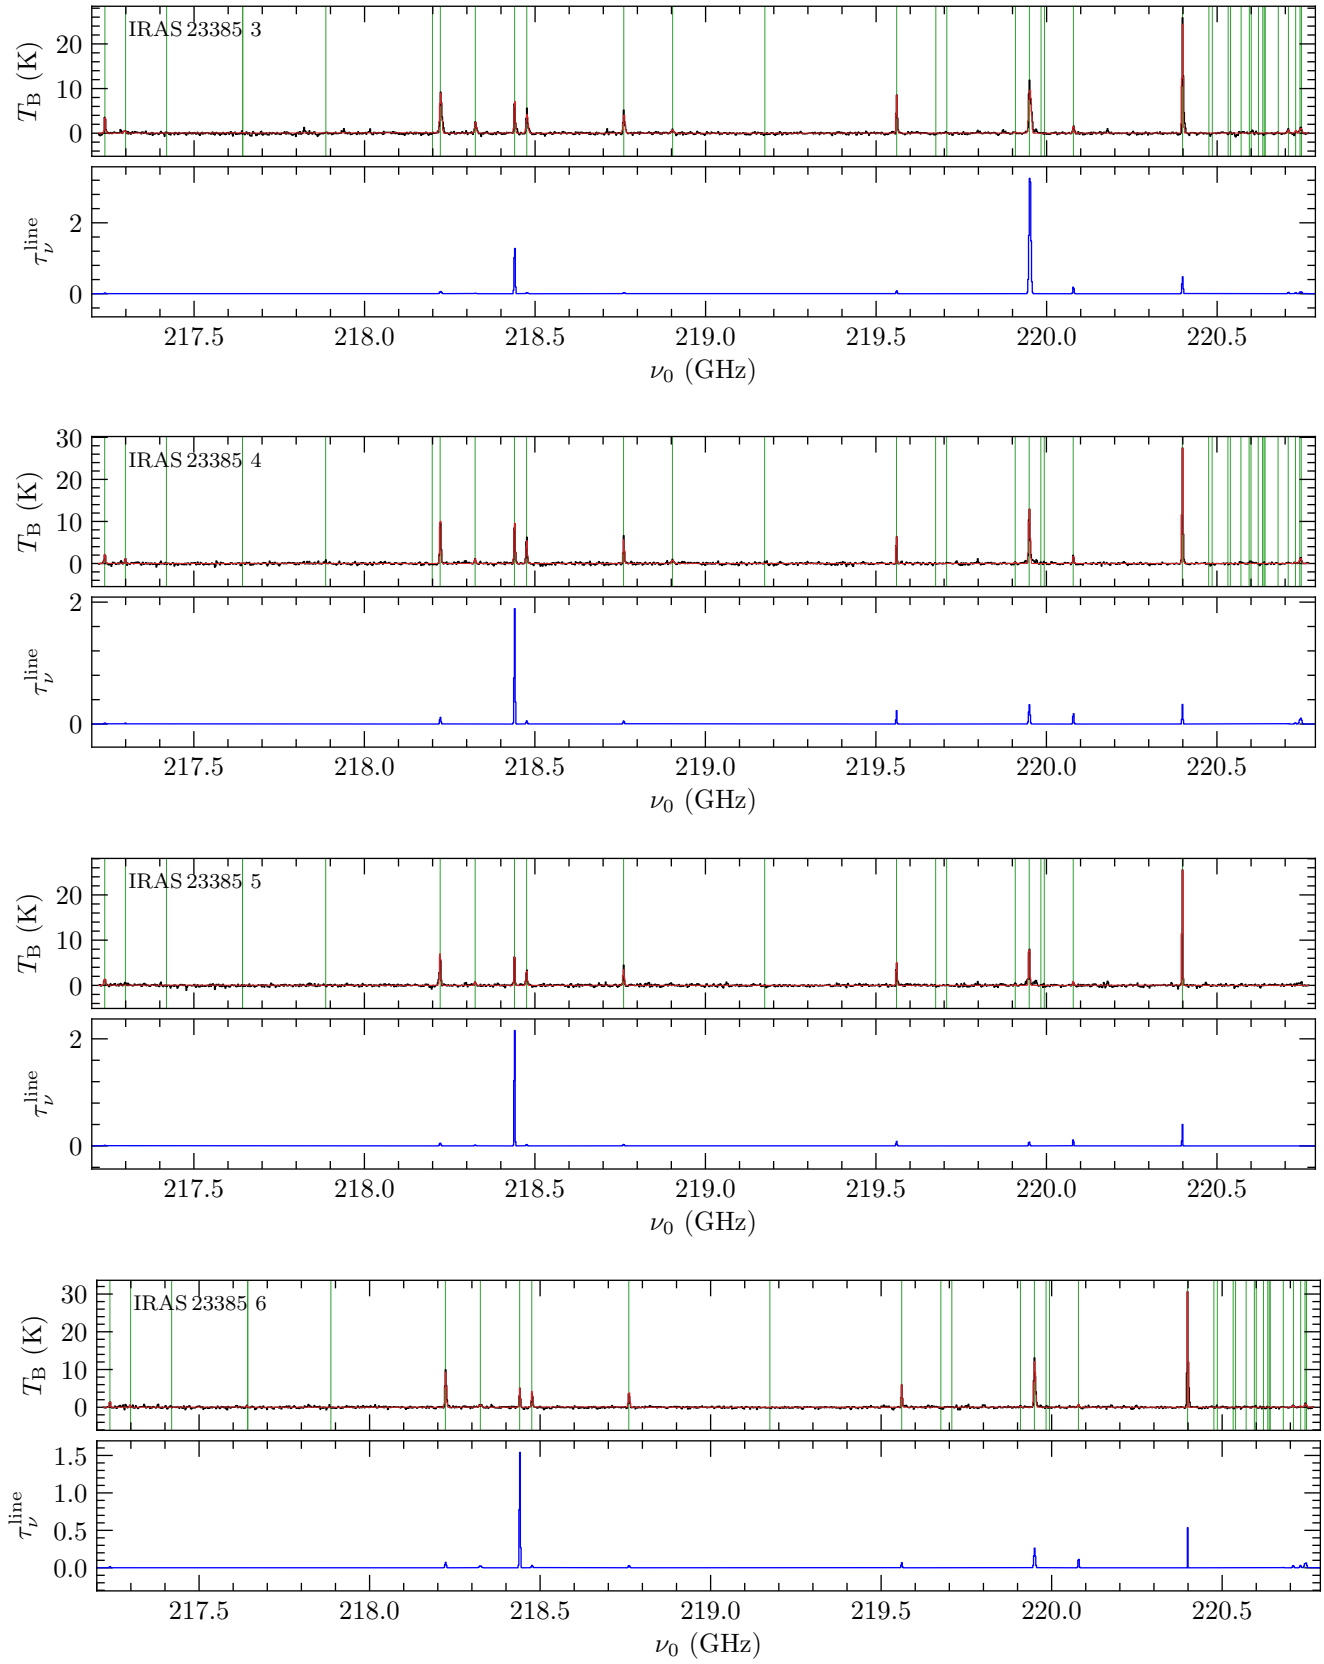 IRAS 23385 3
T_B (K)
20
10
0
τ_ν^line
2
0
217.5 218.0 218.5 219.0 219.5 220.0 220.5
ν_0 (GHz)
IRAS 23385 4
T_B (K)
30
20
10
0
τ_ν^line
2
0
217.5 218.0 218.5 219.0 219.5 220.0 220.5
ν_0 (GHz)
IRAS 23385 5
T_B (K)
20
10
0
τ_ν^line
2
0
217.5 218.0 218.5 219.0 219.5 220.0 220.5
ν_0 (GHz)
IRAS 23385 6
T_B (K)
30
20
10
0
τ_ν^line
1.5
1.0
0.5
0.0
217.5 218.0 218.5 219.0 219.5 220.0 220.5
ν_0 (GHz)